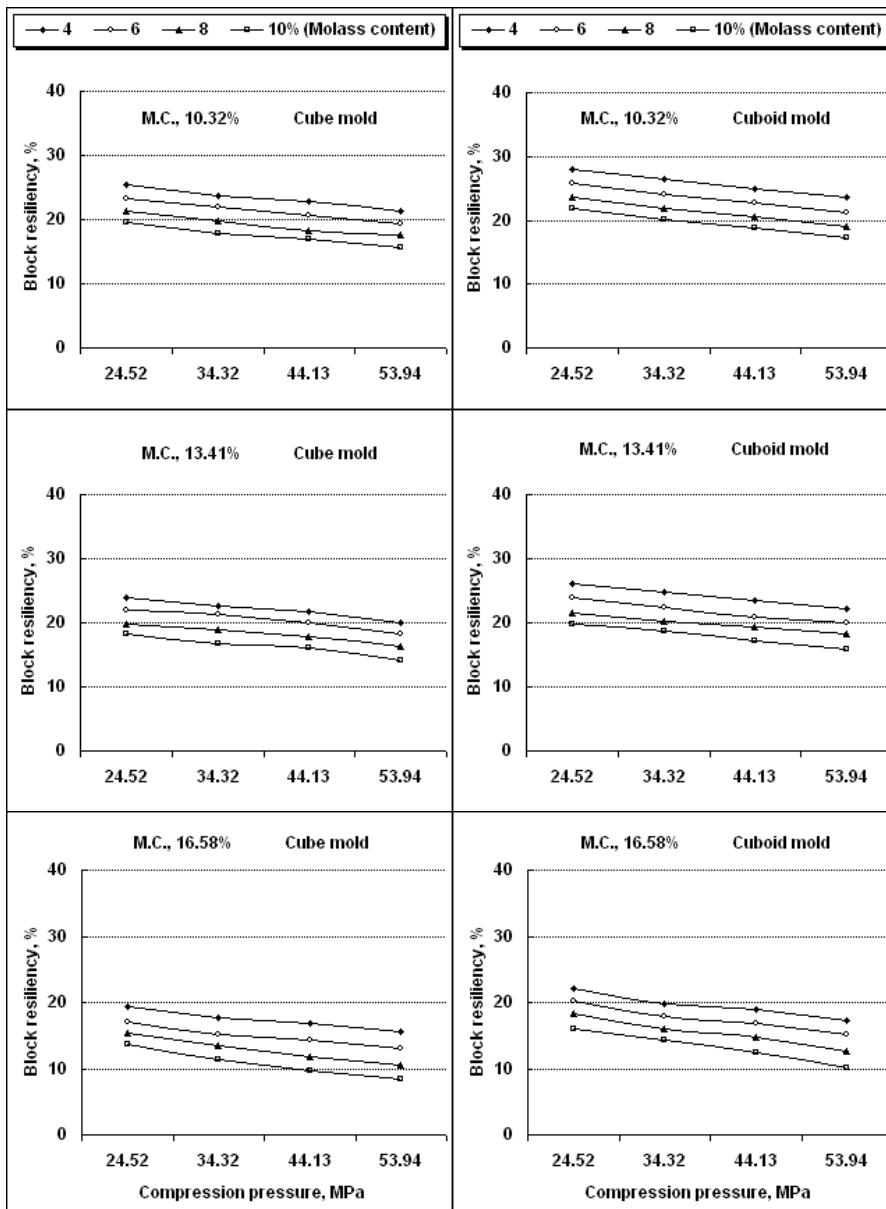 4 6 8 10% (Molass content)
4 6 8 10% (Molass content)
M.C., 10.32% Cube mold
Block resiliency, %
40
30
20
10
0
24.52 34.32 44.13 53.94
M.C., 10.32% Cuboid mold
Block resiliency, %
40
30
20
10
0
24.52 34.32 44.13 53.94
M.C., 13.41% Cube mold
Block resiliency, %
40
30
20
10
0
24.52 34.32 44.13 53.94
M.C., 13.41% Cuboid mold
Block resiliency, %
40
30
20
10
0
24.52 34.32 44.13 53.94
M.C., 16.58% Cube mold
Block resiliency, %
40
30
20
10
0
24.52 34.32 44.13 53.94
Compression pressure, MPa
M.C., 16.58% Cuboid mold
Block resiliency, %
40
30
20
10
0
24.52 34.32 44.13 53.94
Compression pressure, MPa